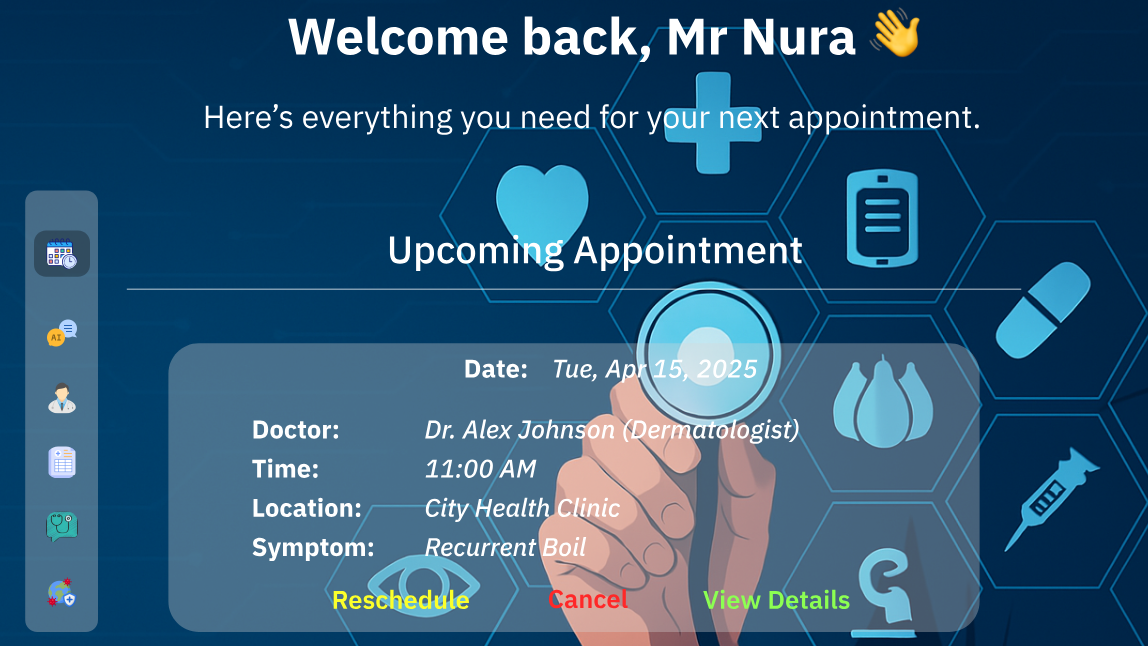 Welcome back, Mr Nura 👋
Here’s everything you need for your next appointment.
Upcoming Appointment
Date: Tue, Apr 15, 2025
Doctor: Dr. Alex Johnson (Dermatologist)
Time: 11:00 AM
Location: City Health Clinic
Symptom: Recurrent Boil
Reschedule Cancel View Details
AI